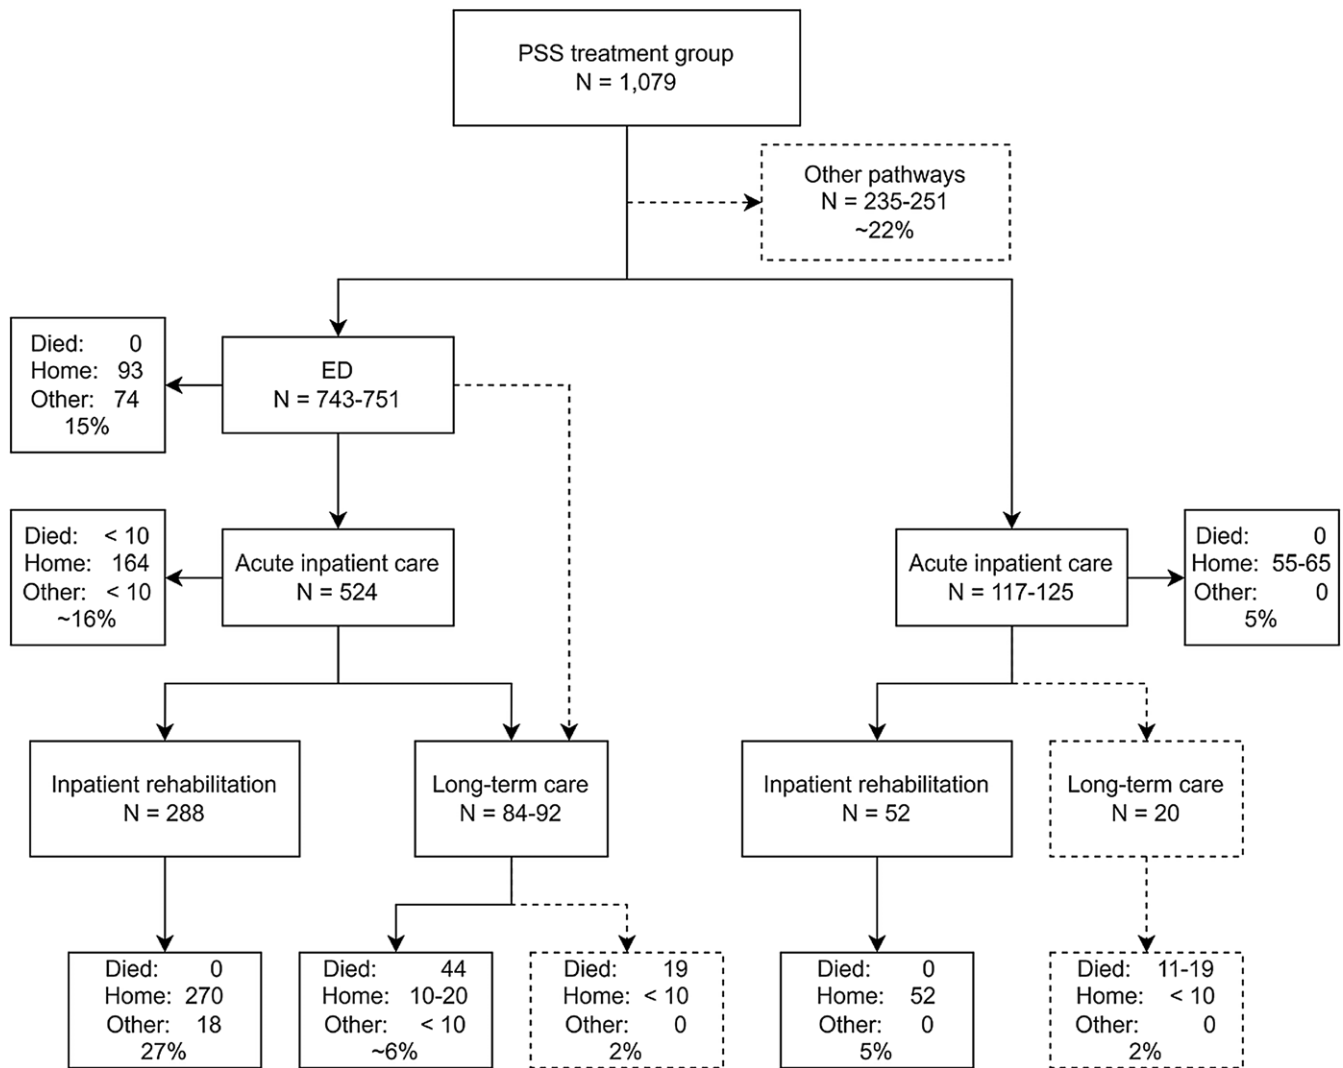 PSS treatment group
N = 1,079
Other pathways
N = 235-251
~22%
Died: 0
Home: 93
Other: 74
15%
ED
N = 743-751
Died: < 10
Home: 164
Other: < 10
~16%
Acute inpatient care
N = 524
Acute inpatient care
N = 117-125
Died: 0
Home: 55-65
Other: 0
5%
Inpatient rehabilitation
N = 288
Long-term care
N = 84-92
Inpatient rehabilitation
N = 52
Long-term care
N = 20
Died: 0
Home: 270
Other: 18
27%
Died: 44
Home: 10-20
Other: < 10
~6%
Died: 19
Home: < 10
Other: 0
2%
Died: 0
Home: 52
Other: 0
5%
Died: 11-19
Home: < 10
Other: 0
2%